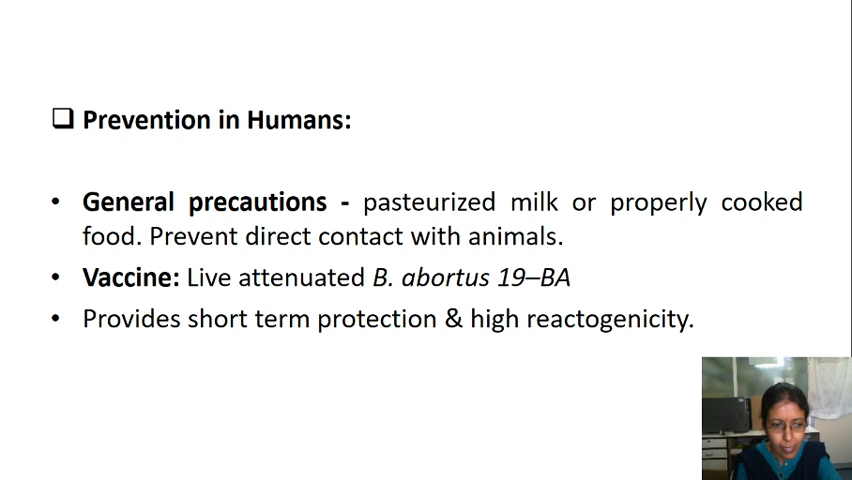 ❑ Prevention in Humans:
• General precautions - pasteurized milk or properly cooked
food. Prevent direct contact with animals.
• Vaccine: Live attenuated B. abortus 19–BA
• Provides short term protection & high reactogenicity.